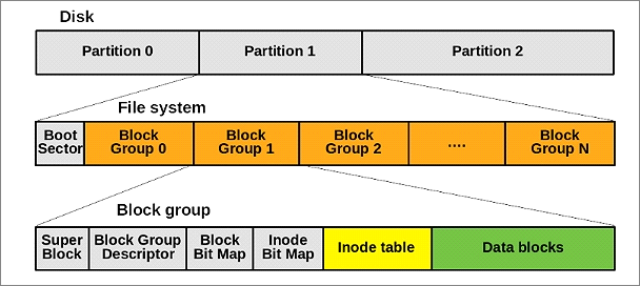 Disk
Partition 0 Partition 1 Partition 2
File system
Boot Block Block Block .... Block
Sector Group 0 Group 1 Group 2 Group N
Block group
Super Block Group Block Inode Inode table Data blocks
Block Descriptor Bit Map Bit Map